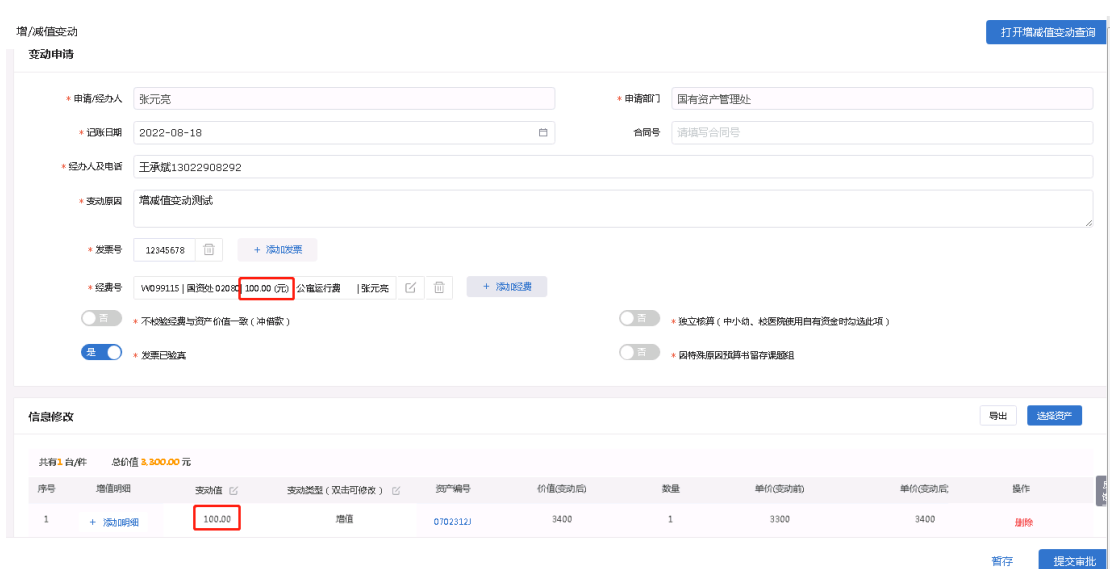 增/减值变动
打开增减值变动查询
变动申请
* 申请/经办人 张元亮 * 申请部门 国有资产管理处
* 记账日期 2022-08-18 合同号 请填写合同号
* 经办人及电话 王承斌13022908292
* 变动原因 增减值变动测试
* 发票号 12345678 + 添加发票
* 经费号 W099115 | 国资处 02080 100.00 (元) 公寓运行费 | 张元亮 + 添加经费
否 * 不校验经费与资产价值一致 ( 冲借款 ) 否 * 独立核算 ( 中小幼、校医院使用自有资金时勾选此项 )
是 * 发票已验真 否 * 因特殊原因预算书留存课题组
信息修改 导出 选择资产
共有1 台/件 总价值 3,300.00 元
序号 增值明细 变动值 变动类型 ( 双击可修改 ) 资产编号 价值(变动后) 数量 单价(变动前) 单价(变动后) 操作
1 + 添加明细 100.00 增值 0702312J 3400 1 3300 3400 删除
暂存 提交审批